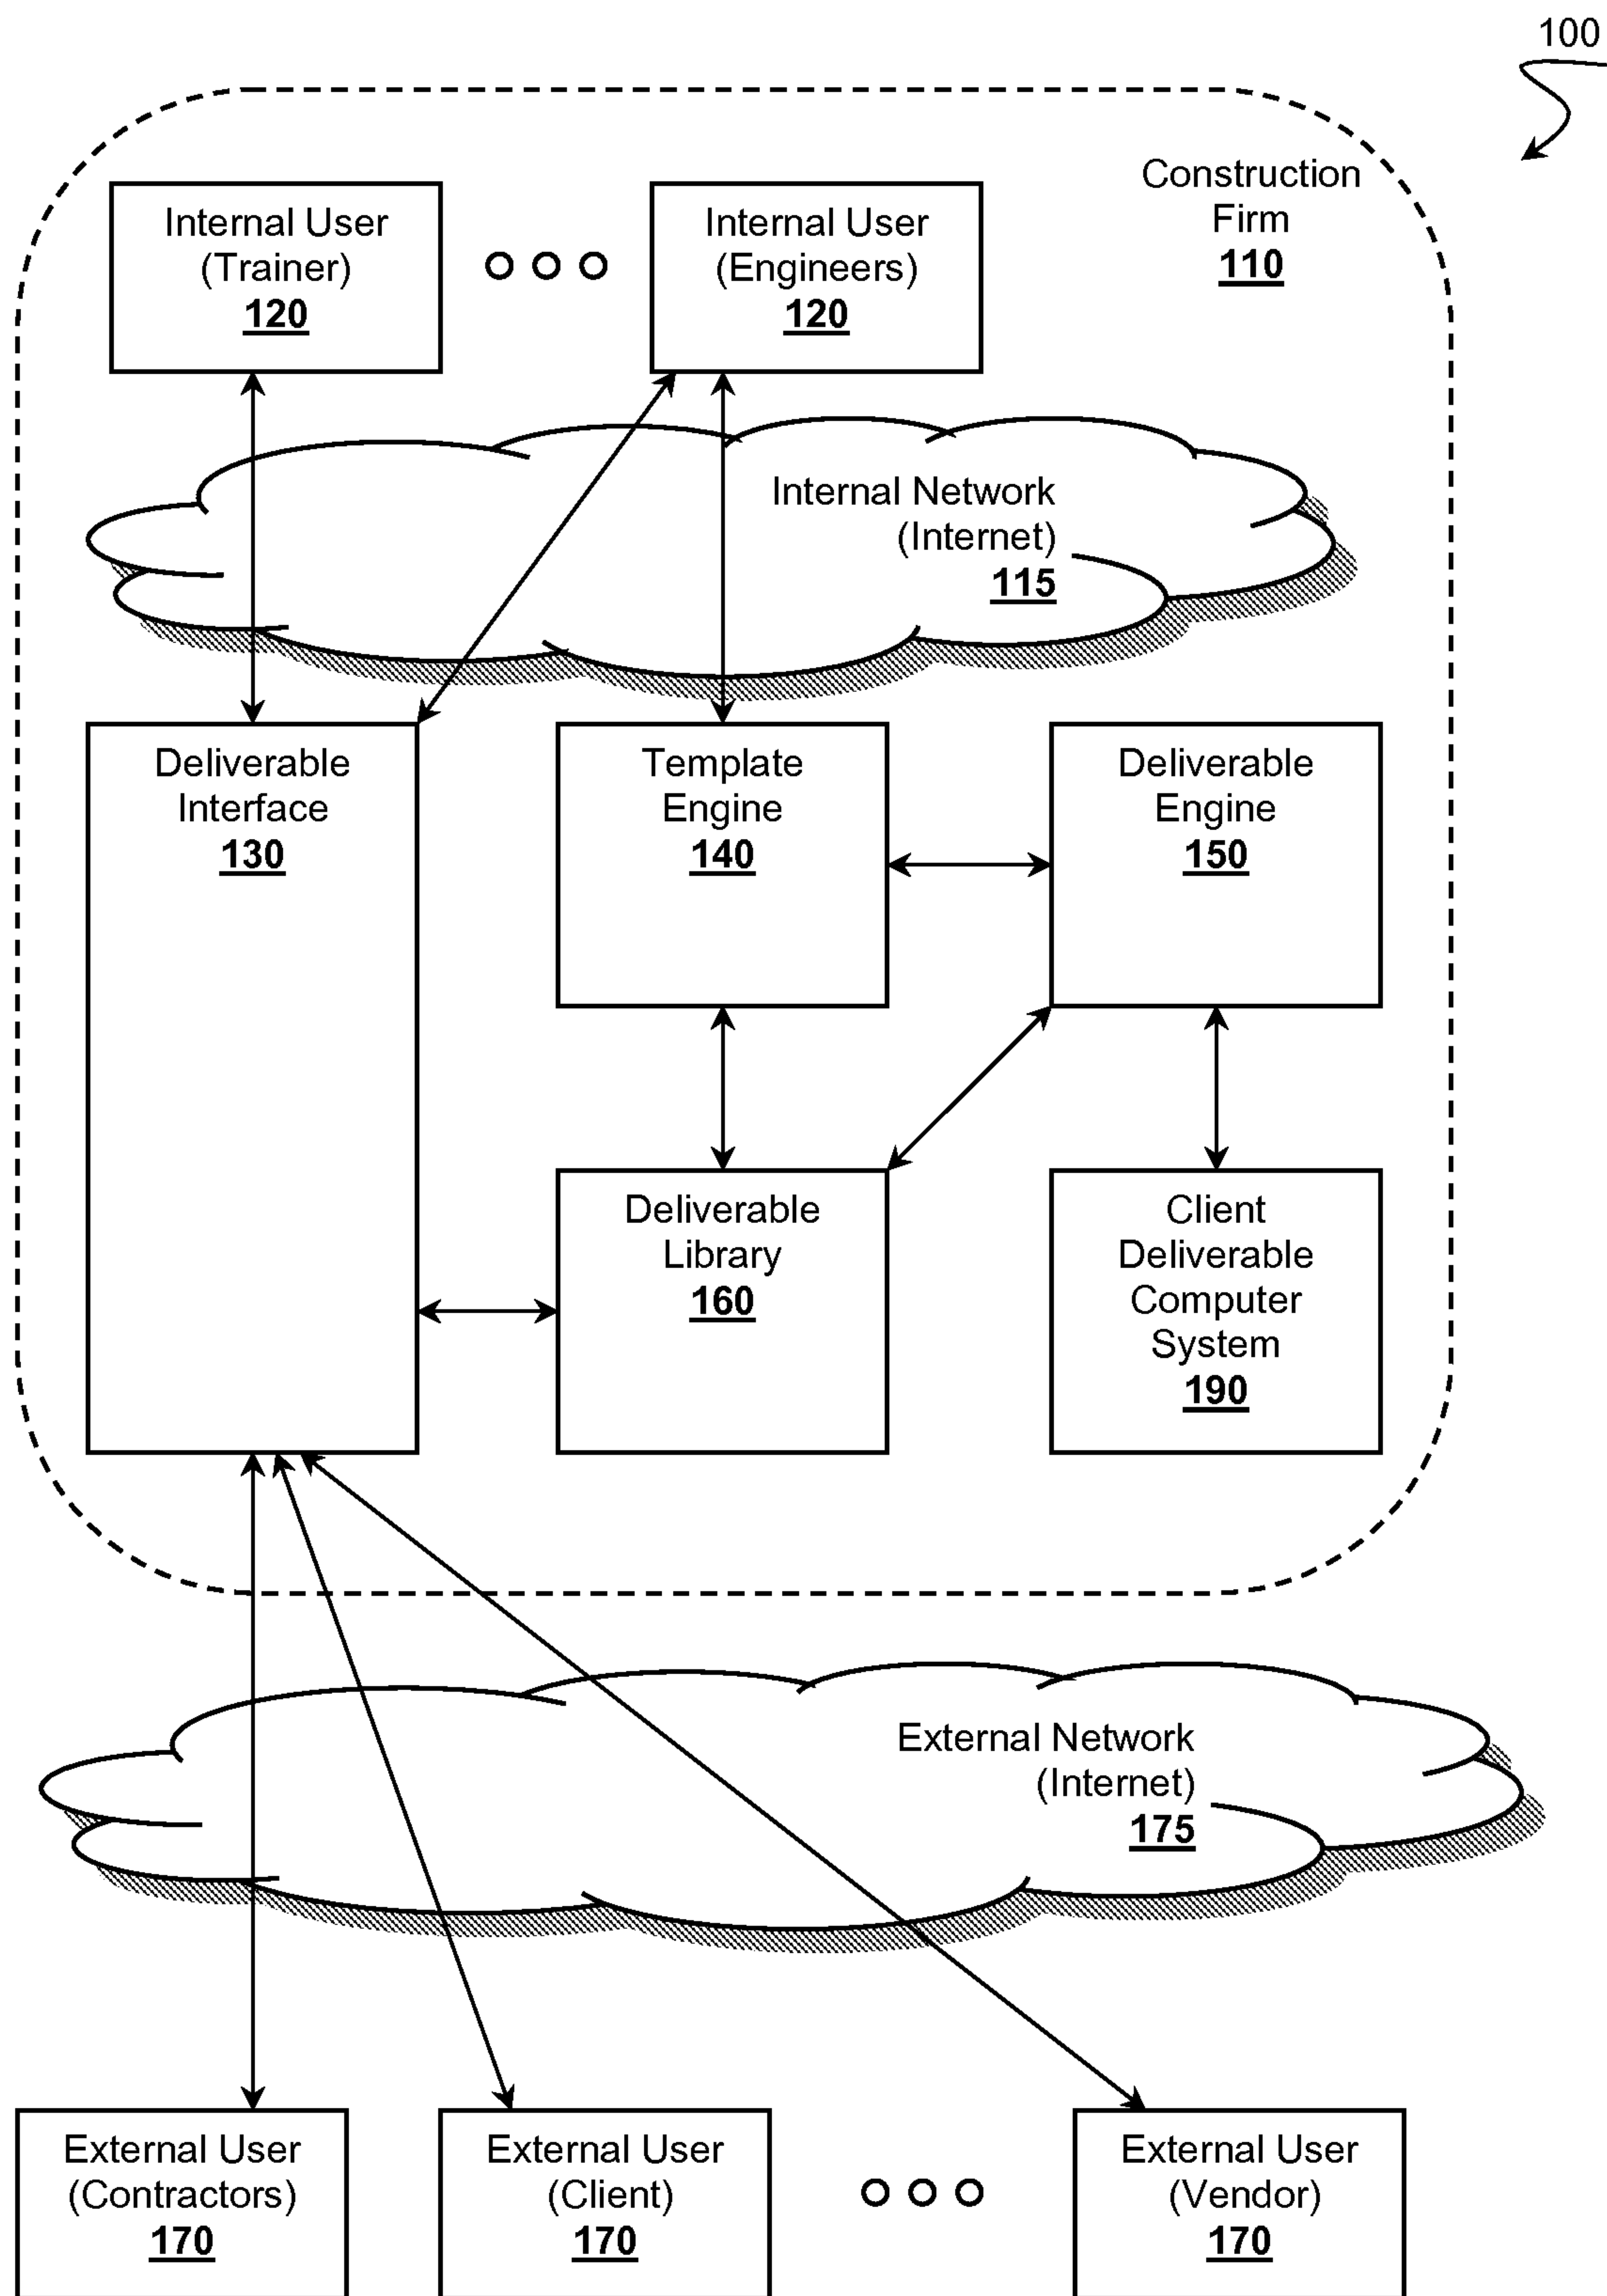 100
Construction
Firm
110
Internal User
(Trainer)
120
Internal User
(Engineers)
120
Internal Network
(Internet)
115
Deliverable
Interface
130
Template
Engine
140
Deliverable
Engine
150
Deliverable
Library
160
Client
Deliverable
Computer
System
190
External Network
(Internet)
175
External User
(Contractors)
170
External User
(Client)
170
External User
(Vendor)
170